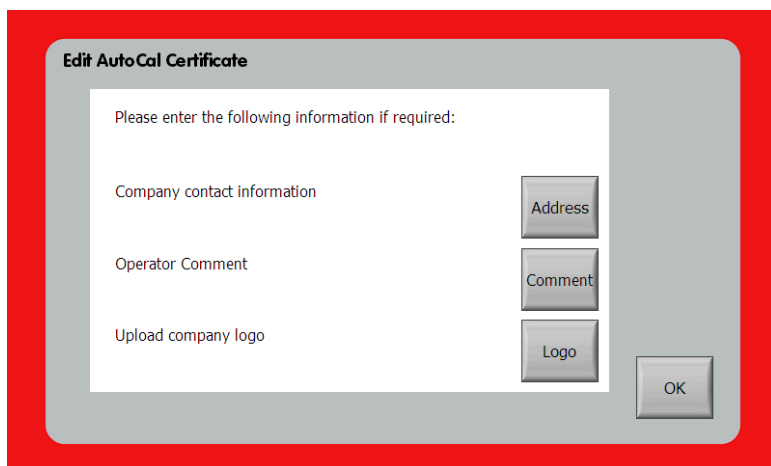 Edit AutoCal Certificate
Please enter the following information if required:
Company contact information
Address
Operator Comment
Comment
Upload company logo
Logo
OK